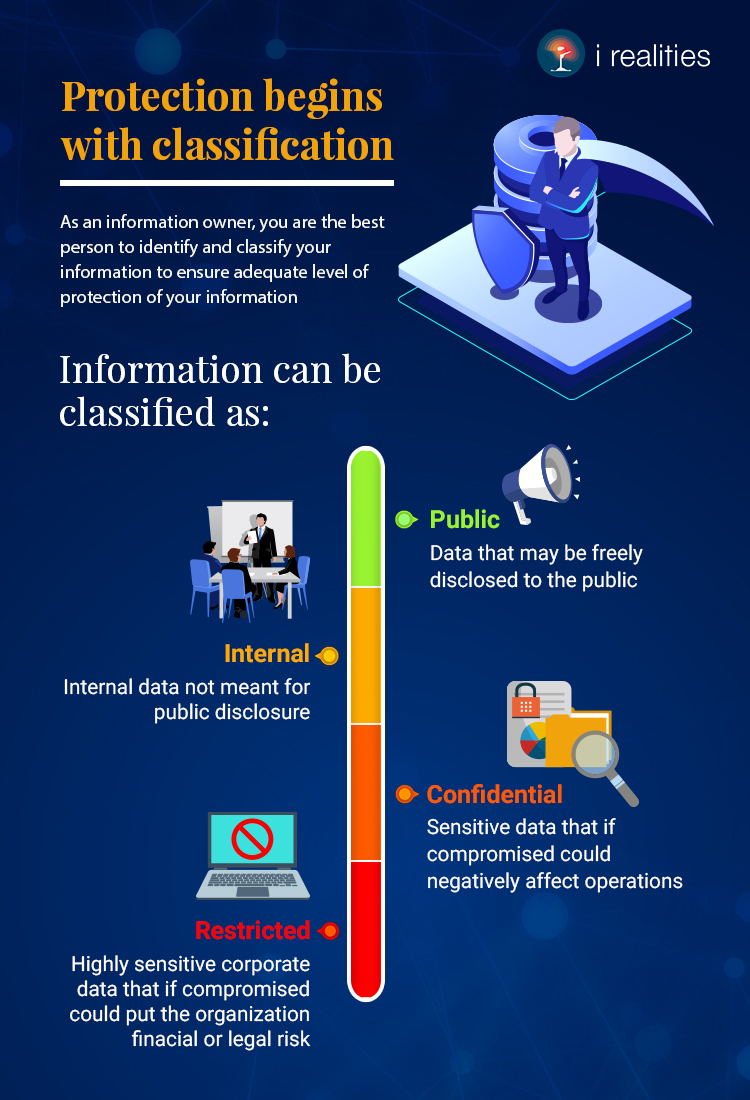 i realities
Protection begins
with classification
As an information owner, you are the best
person to identify and classify your
information to ensure adequate level of
protection of your information
Information can be
classified as:
Public
Data that may be freely
disclosed to the public
Internal
Internal data not meant for
public disclosure
Confidential
Sensitive data that if
compromised could
negatively affect operations
Restricted
Highly sensitive corporate
data that if compromised
could put the organization
finacial or legal risk